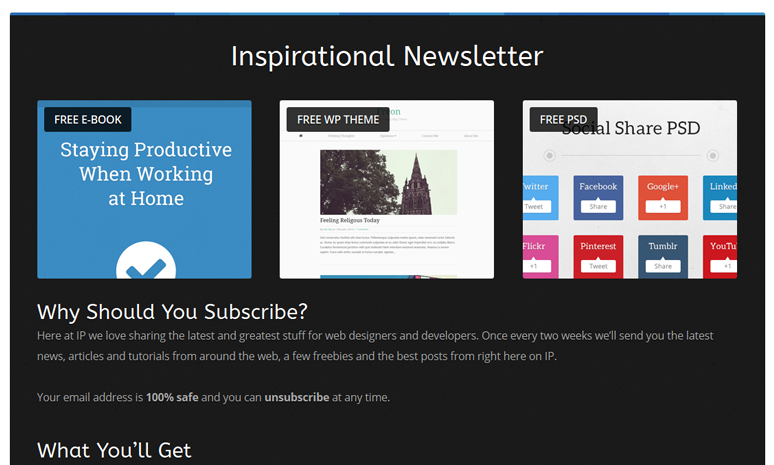 Inspirational Newsletter
FREE E-BOOK
Staying Productive
When Working
at Home
FREE WP THEME
Feeling Religous Today
FREE PSD
Social Share PSD
Twitter Facebook Google+ Linked
Tweet Share +1 Share
Flickr Pinterest Tumblr YouTu
+1 Tweet Share +1
Why Should You Subscribe?
Here at IP we love sharing the latest and greatest stuff for web designers and developers. Once every two weeks we’ll send you the latest
news, articles and tutorials from around the web, a few freebies and the best posts from right here on IP.
Your email address is 100% safe and you can unsubscribe at any time.
What You’ll Get